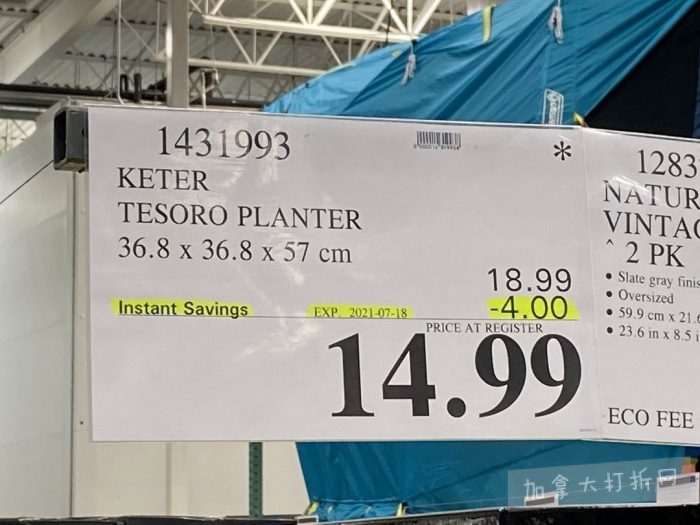 1431993
*
KETER
TESORO PLANTER
36.8 x 36.8 x 57 cm
18.99
Instant Savings EXP. 2021-07-18 -4.00
PRICE AT REGISTER
14.99
1283
NATUR
VINTAG
^ 2 PK
• Slate gray finis
• Oversized
• 59.9 cm x 21.6
• 23.6 in x 8.5 i
ECO FEE
加拿大打折网